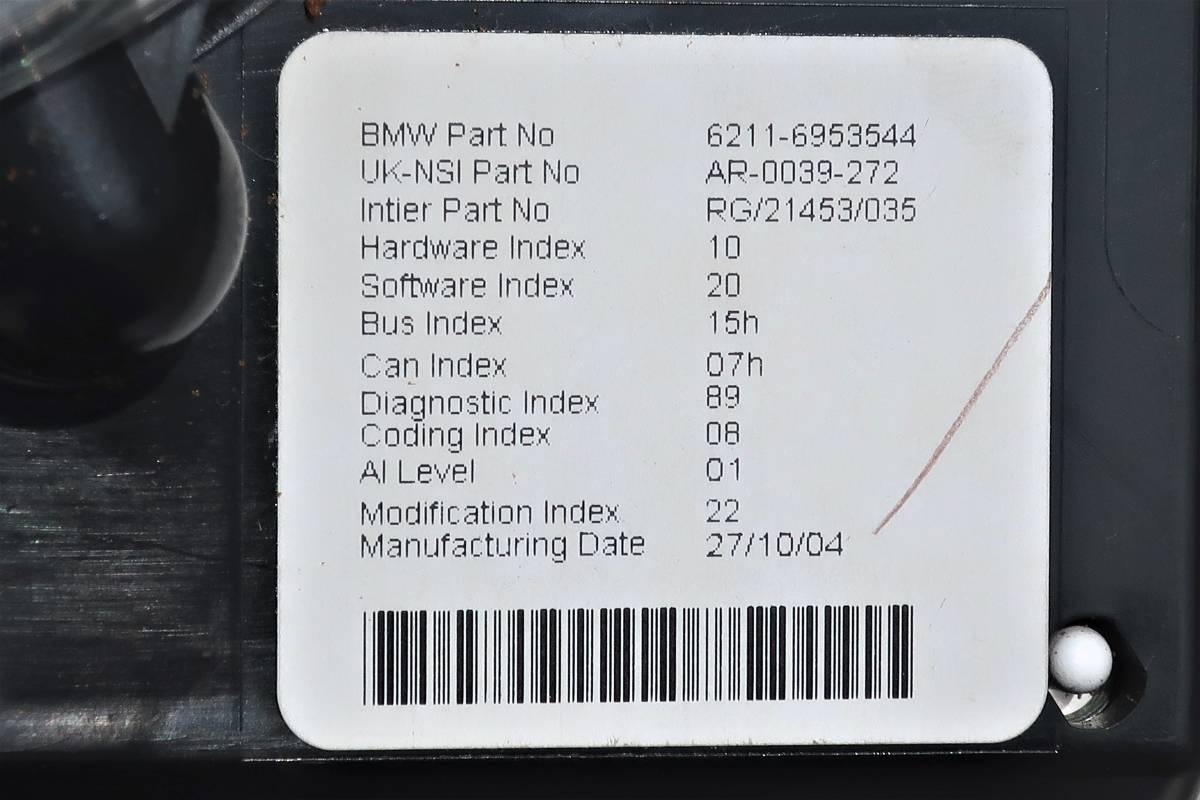 BMW Part No 6211-6953544
UK-NSI Part No AR-0039-272
Intier Part No RG/21453/035
Hardware Index 10
Software Index 20
Bus Index 15h
Can Index 07h
Diagnostic Index 89
Coding Index 08
AI Level 01
Modification Index 22
Manufacturing Date 27/10/04